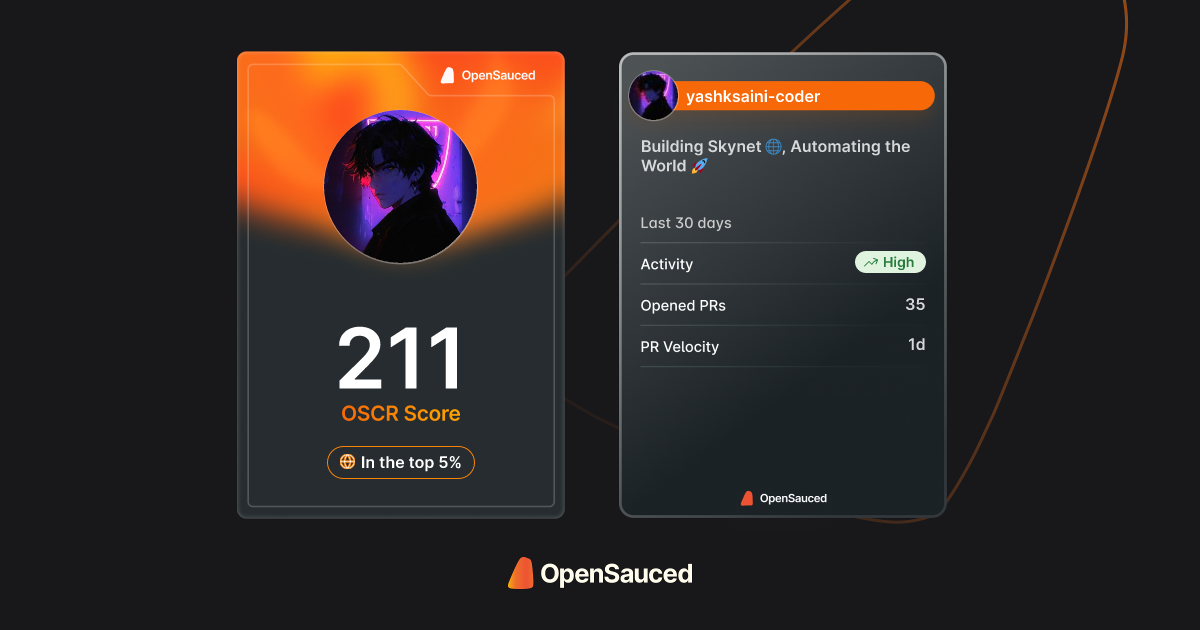 OpenSauced
211
OSCR Score
In the top 5%
yashksaini-coder
Building Skynet 🌐, Automating the
World 🚀
Last 30 days
Activity High
Opened PRs 35
PR Velocity 1d
OpenSauced
OpenSauced